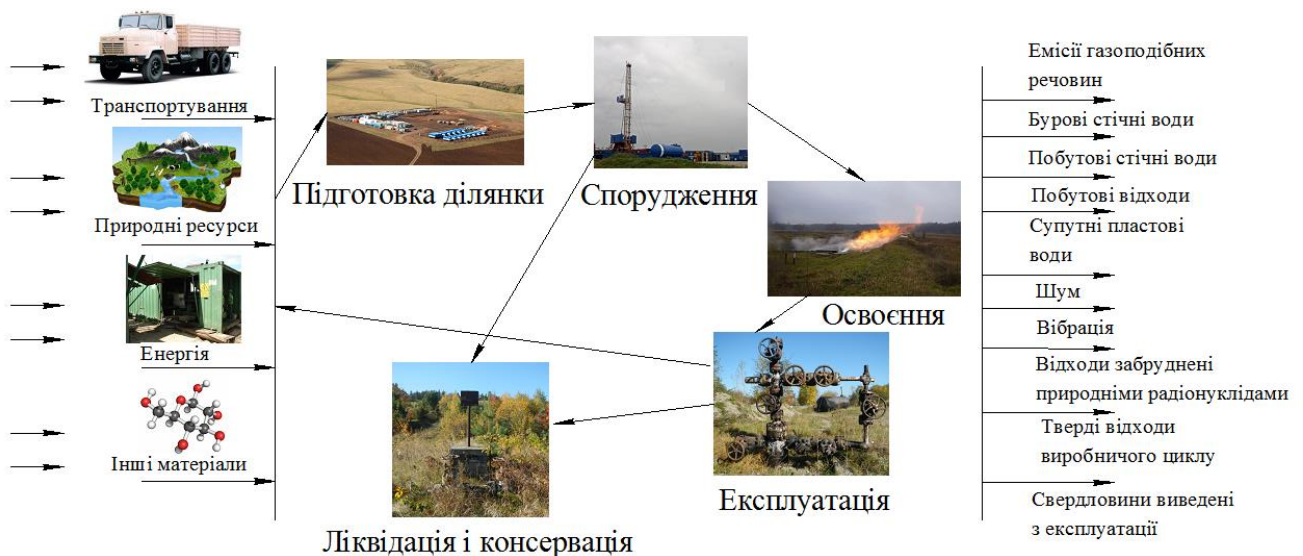 Транспортування
Природні ресурси
Енергія
Інші матеріали
Підготовка ділянки
Спорудження
Освоєння
Експлуатація
Ліквідація і консервація
Емісії газоподібних
речовин
Бурові стічні води
Побутові стічні води
Побутові відходи
Супутні пластові
води
Шум
Вібрація
Відходи забруднені
природніми радіонуклідами
Тверді відходи
виробничого циклу
Свердловини виведені
з експлуатації